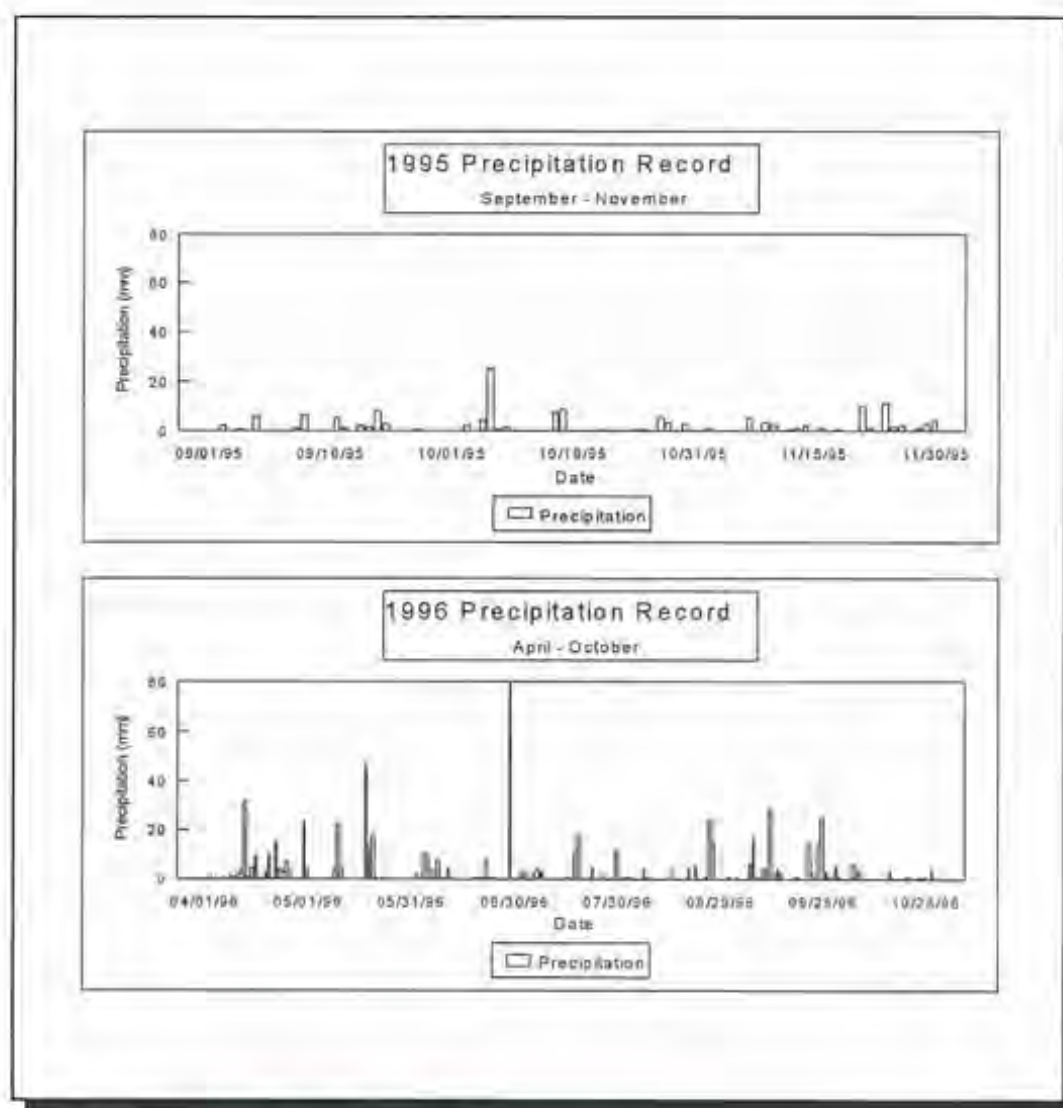 1995 Precipitation Record
September - November
Precipitation (mm)
80
60
40
20
0
09/01/95 09/16/95 10/01/95 10/16/95 10/31/95 11/15/95 11/30/95
Date
Precipitation
1996 Precipitation Record
April - October
Precipitation (mm)
80
60
40
20
0
04/01/96 05/01/96 05/31/96 06/30/96 07/30/96 08/29/96 09/28/96 10/28/96
Date
Precipitation